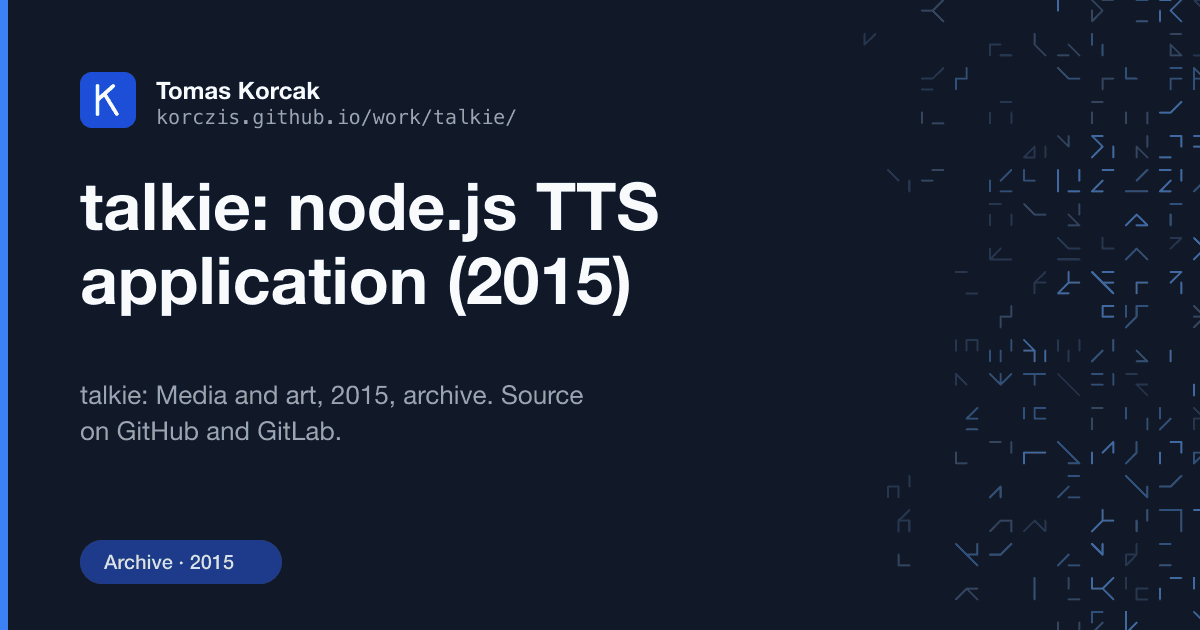 K
Tomas Korcak
korczis.github.io/work/talkie/
talkie: node.js TTS
application (2015)
talkie: Media and art, 2015, archive. Source
on GitHub and GitLab.
Archive · 2015